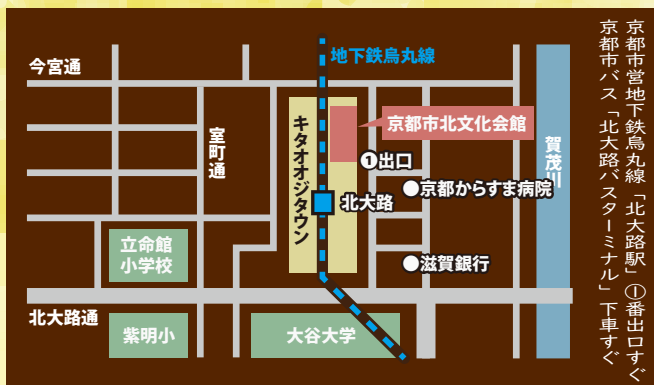 京都市営地下鉄烏丸線「北大路駅」①番出口すぐ
京都市バス「北大路バスターミナル」下車すぐ
地下鉄烏丸線
今宮通
室町通
キタオオジタウン
京都市北文化会館
賀茂川
❶出口
●京都からすま病院
北大路
立命館
小学校
●滋賀銀行
北大路通
紫明小
大谷大学